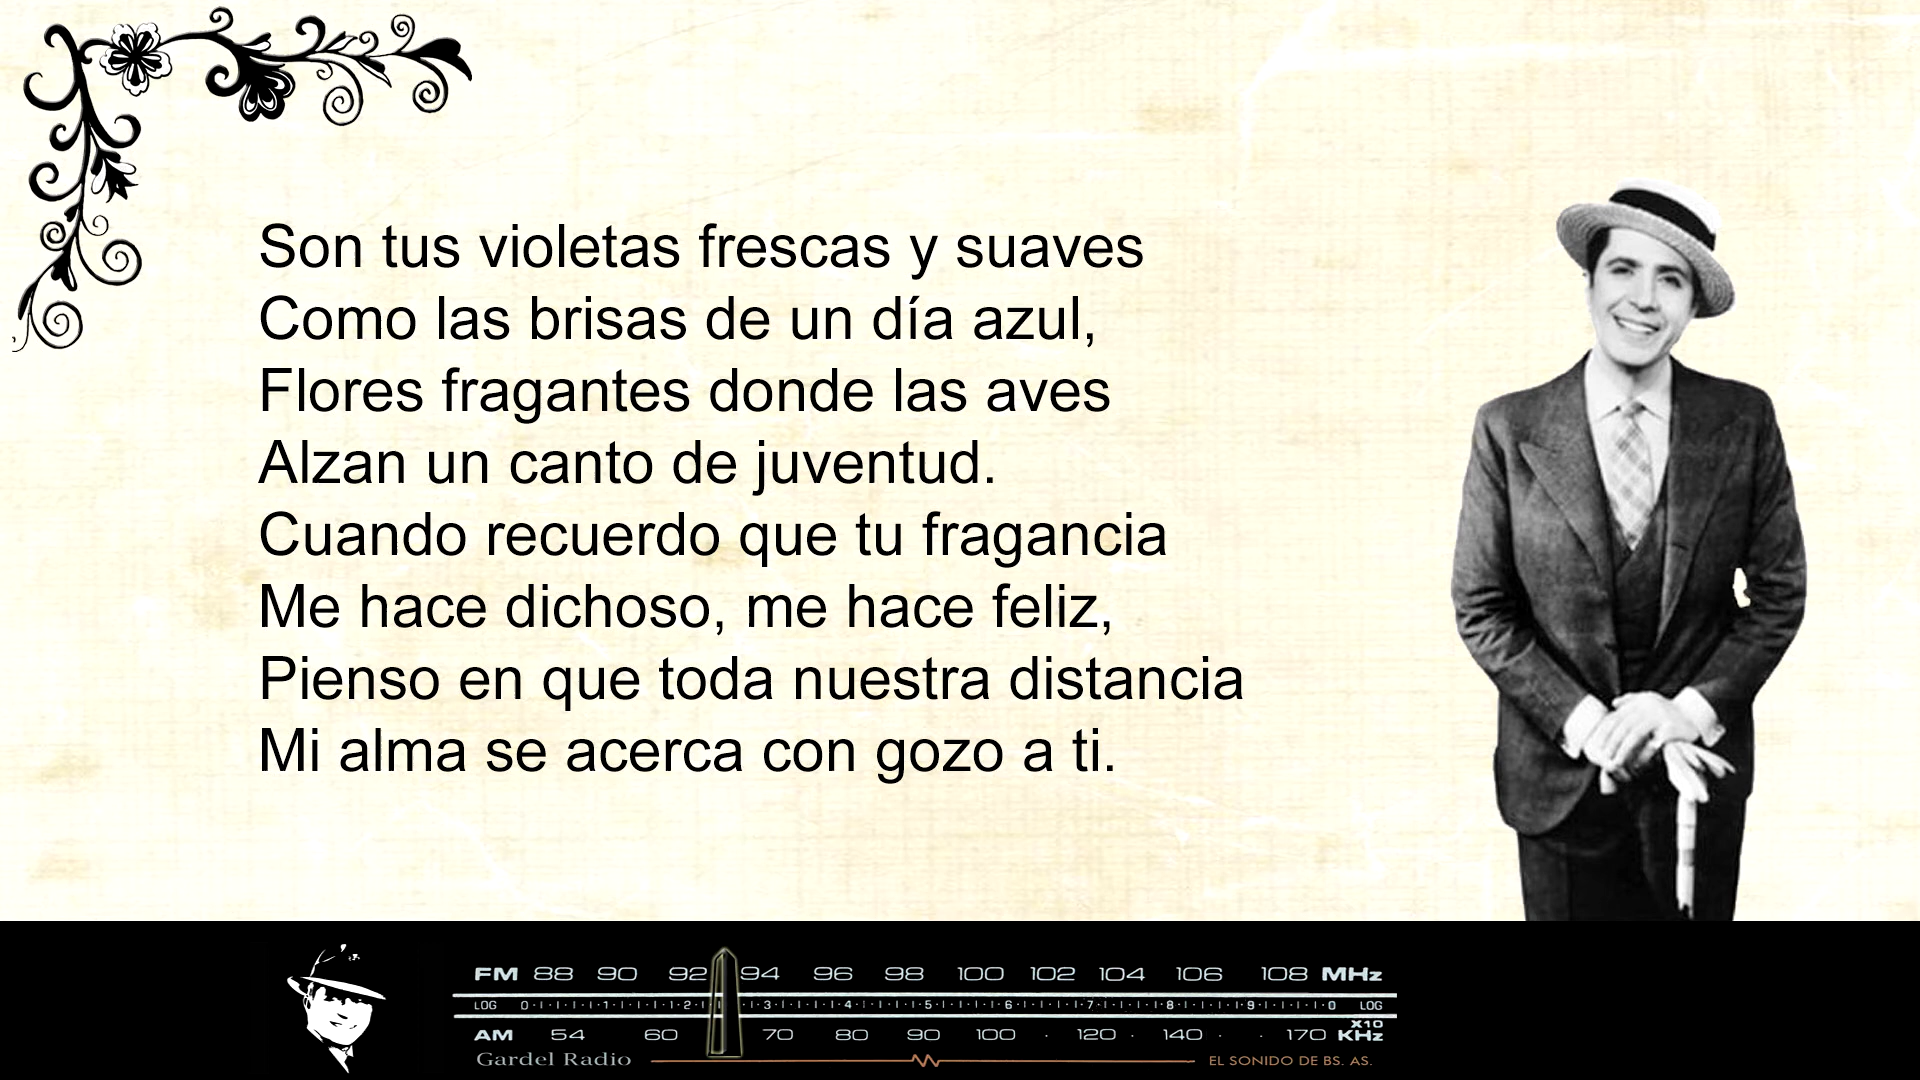 Son tus violetas frescas y suaves
Como las brisas de un día azul,
Flores fragantes donde las aves
Alzan un canto de juventud.
Cuando recuerdo que tu fragancia
Me hace dichoso, me hace feliz,
Pienso en que toda nuestra distancia
Mi alma se acerca con gozo a ti.
FM 88 90 92 94 96 98 100 102 104 106 108 MHz
LOG 0 1 2 3 4 5 6 7 8 9 0 LOG
AM 54 60 70 80 90 100 120 140 170 X10 KHz
Gardel Radio EL SONIDO DE BS. AS.